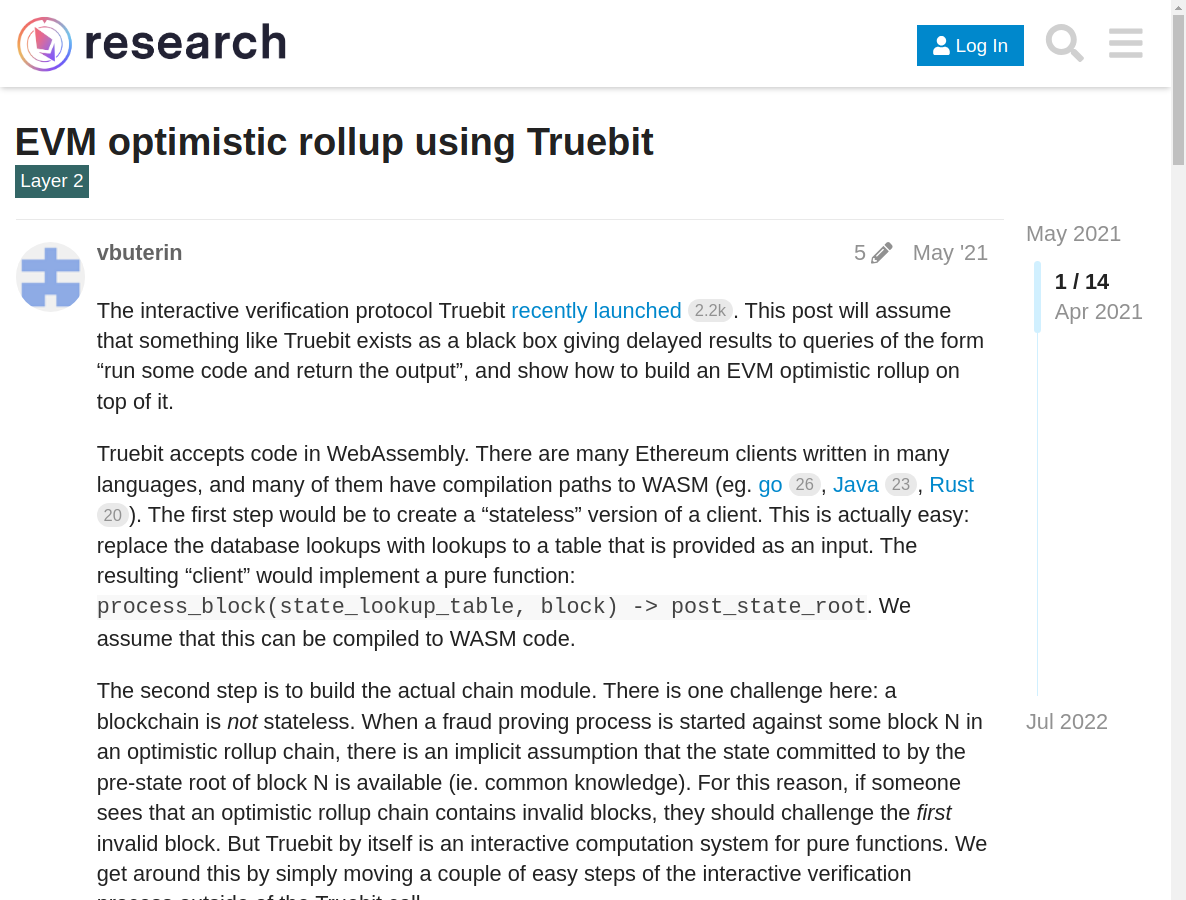 research
Log In
EVM optimistic rollup using Truebit
Layer 2
May 2021
vbuterin 5 May '21
1 / 14
Apr 2021
The interactive verification protocol Truebit recently launched 2.2k. This post will assume
that something like Truebit exists as a black box giving delayed results to queries of the form
“run some code and return the output”, and show how to build an EVM optimistic rollup on
top of it.
Truebit accepts code in WebAssembly. There are many Ethereum clients written in many
languages, and many of them have compilation paths to WASM (eg. go 26, Java 23, Rust
20). The first step would be to create a “stateless” version of a client. This is actually easy:
replace the database lookups with lookups to a table that is provided as an input. The
resulting “client” would implement a pure function:
process_block(state_lookup_table, block) -> post_state_root. We
assume that this can be compiled to WASM code.
The second step is to build the actual chain module. There is one challenge here: a
blockchain is not stateless. When a fraud proving process is started against some block N in
Jul 2022
an optimistic rollup chain, there is an implicit assumption that the state committed to by the
pre-state root of block N is available (ie. common knowledge). For this reason, if someone
sees that an optimistic rollup chain contains invalid blocks, they should challenge the first
invalid block. But Truebit by itself is an interactive computation system for pure functions. We
get around this by simply moving a couple of easy steps of the interactive verification
process outside of the Truebit call